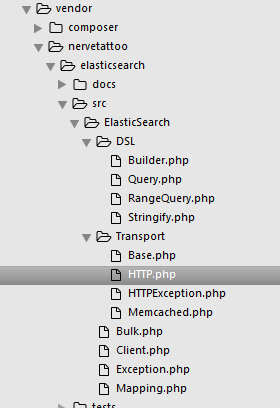 vendor
composer
nervetattoo
elasticsearch
docs
src
ElasticSearch
DSL
Builder.php
Query.php
RangeQuery.php
Stringify.php
Transport
Base.php
HTTP.php
HTTPException.php
Memcached.php
Bulk.php
Client.php
Exception.php
Mapping.php
tests